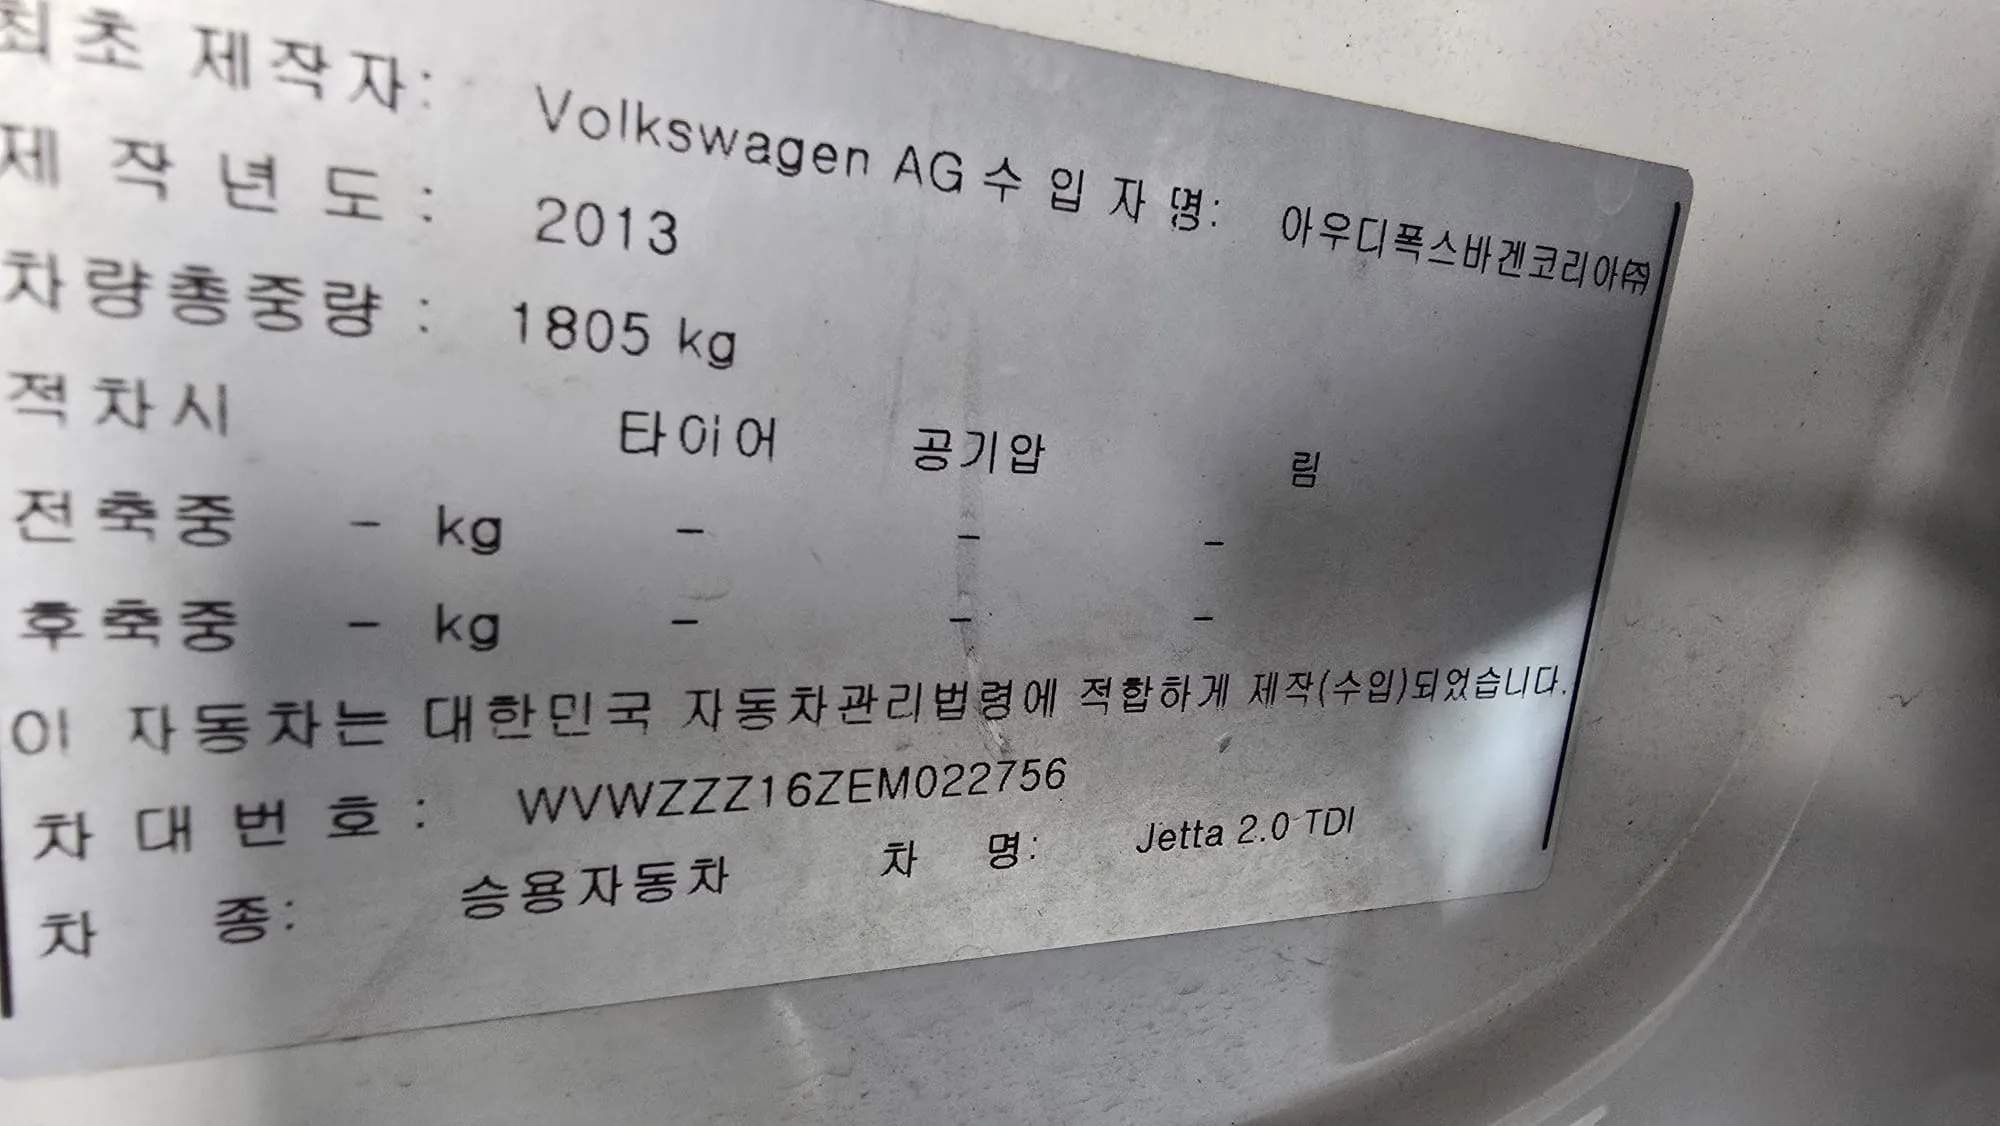 최초 제작자: Volkswagen AG 수 입 자 명: 아우디폭스바겐코리아㈜
제 작 년 도 : 2013
차량총중량 : 1805 kg
적차시 타이어 공기압 림
전축중 - kg - - -
후축중 - kg - - -
이 자동차는 대한민국 자동차관리법령에 적합하게 제작(수입)되었습니다.
차 대 번 호 : WVWZZZ16ZEM022756
차 종: 승용자동차 차 명: Jetta 2.0 TDI